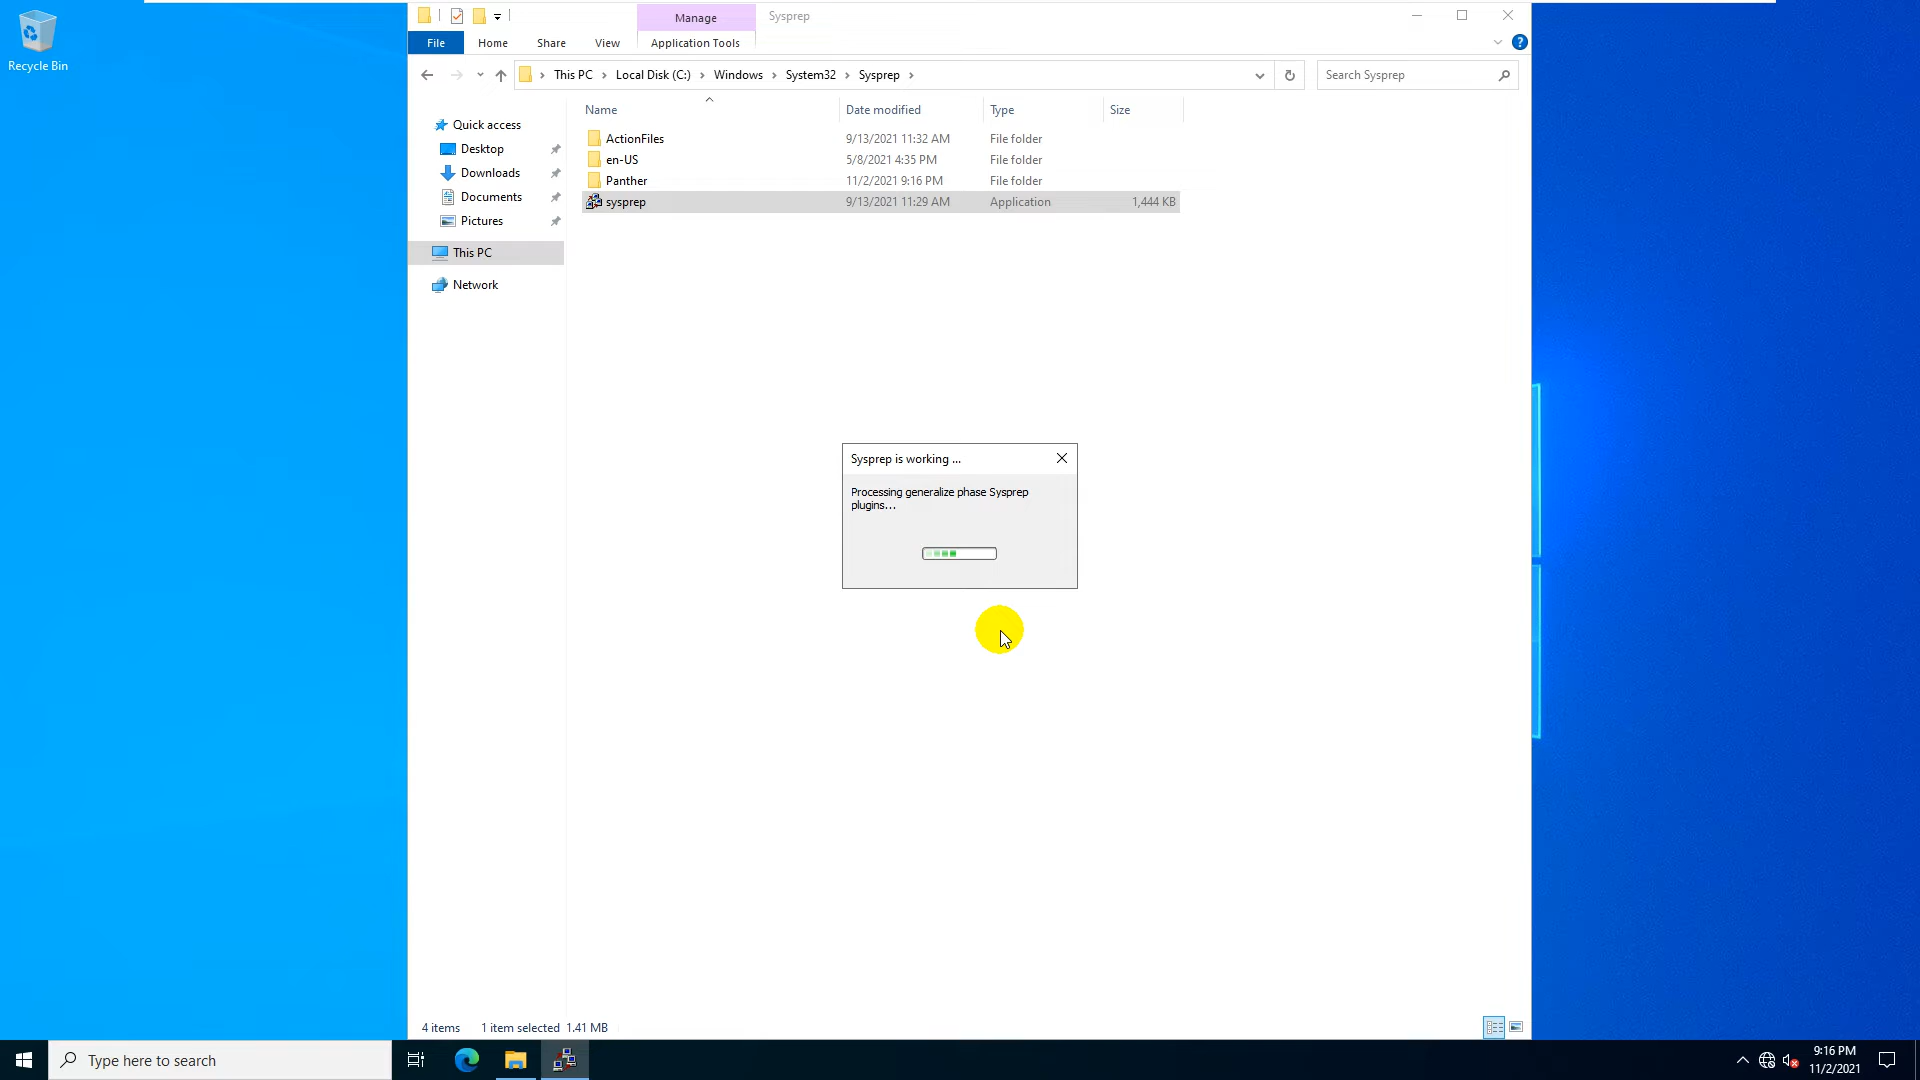 Recycle Bin
Manage
Sysprep
File
Home
Share
View
Application Tools
?
This PC
Local Disk (C:)
Windows
System32
Sysprep
Search Sysprep
Name
Date modified
Type
Size
Quick access
Desktop
Downloads
Documents
Pictures
This PC
Network
ActionFiles 9/13/2021 11:32 AM File folder
en-US 5/8/2021 4:35 PM File folder
Panther 11/2/2021 9:16 PM File folder
sysprep 9/13/2021 11:29 AM Application 1,444 KB
Sysprep is working ...
Processing generalize phase Sysprep
plugins...
4 items 1 item selected 1.41 MB
Type here to search
9:16 PM
11/2/2021